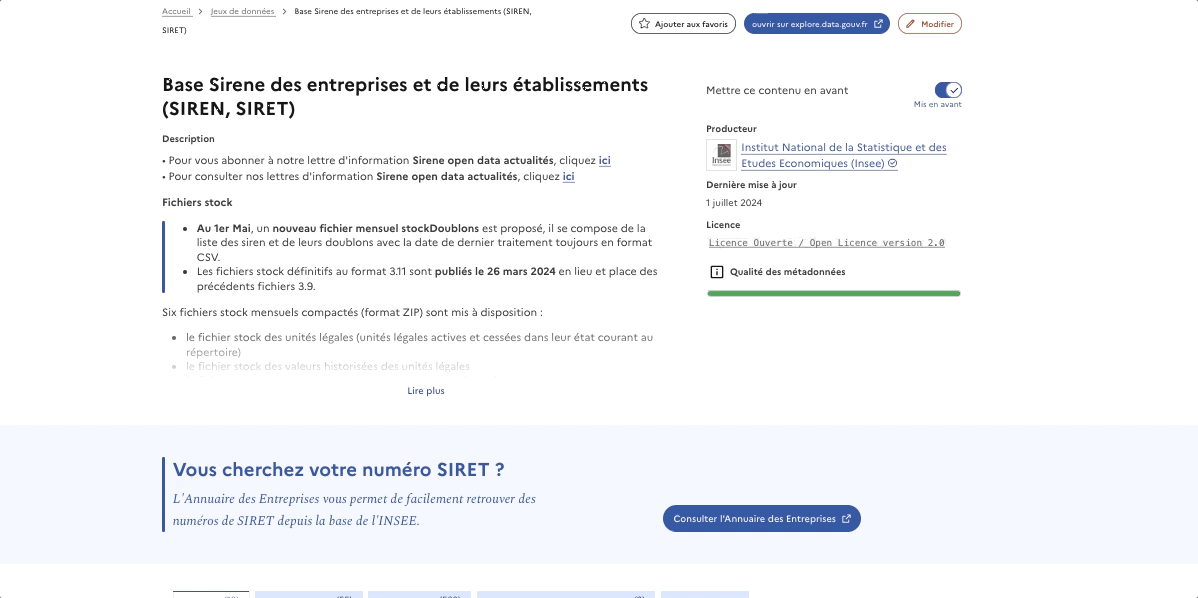 Accueil > Jeux de données > Base Sirene des entreprises et de leurs établissements (SIREN,
SIRET)
Ajouter aux favoris
ouvrir sur explore.data.gouv.fr
Modifier
Base Sirene des entreprises et de leurs établissements
(SIREN, SIRET)
Description
• Pour vous abonner à notre lettre d'information Sirene open data actualités, cliquez ici
• Pour consulter nos lettres d'information Sirene open data actualités, cliquez ici
Fichiers stock
• Au 1er Mai, un nouveau fichier mensuel stockDoublons est proposé, il se compose de la
liste des siren et de leurs doublons avec la date de dernier traitement toujours en format
CSV.
• Les fichiers stock définitifs au format 3.11 sont publiés le 26 mars 2024 en lieu et place des
précédents fichiers 3.9.
Six fichiers stock mensuels compactés (format ZIP) sont mis à disposition :
• le fichier stock des unités légales (unités légales actives et cessées dans leur état courant au
répertoire)
• le fichier stock des valeurs historisées des unités légales
Lire plus
Mettre ce contenu en avant
Mis en avant
Producteur
Insee
Institut National de la Statistique et des
Etudes Economiques (Insee)
Dernière mise à jour
1 juillet 2024
Licence
Licence Ouverte / Open Licence version 2.0
Qualité des métadonnées
Vous cherchez votre numéro SIRET ?
L'Annuaire des Entreprises vous permet de facilement retrouver des
numéros de SIRET depuis la base de l'INSEE.
Consulter l'Annuaire des Entreprises